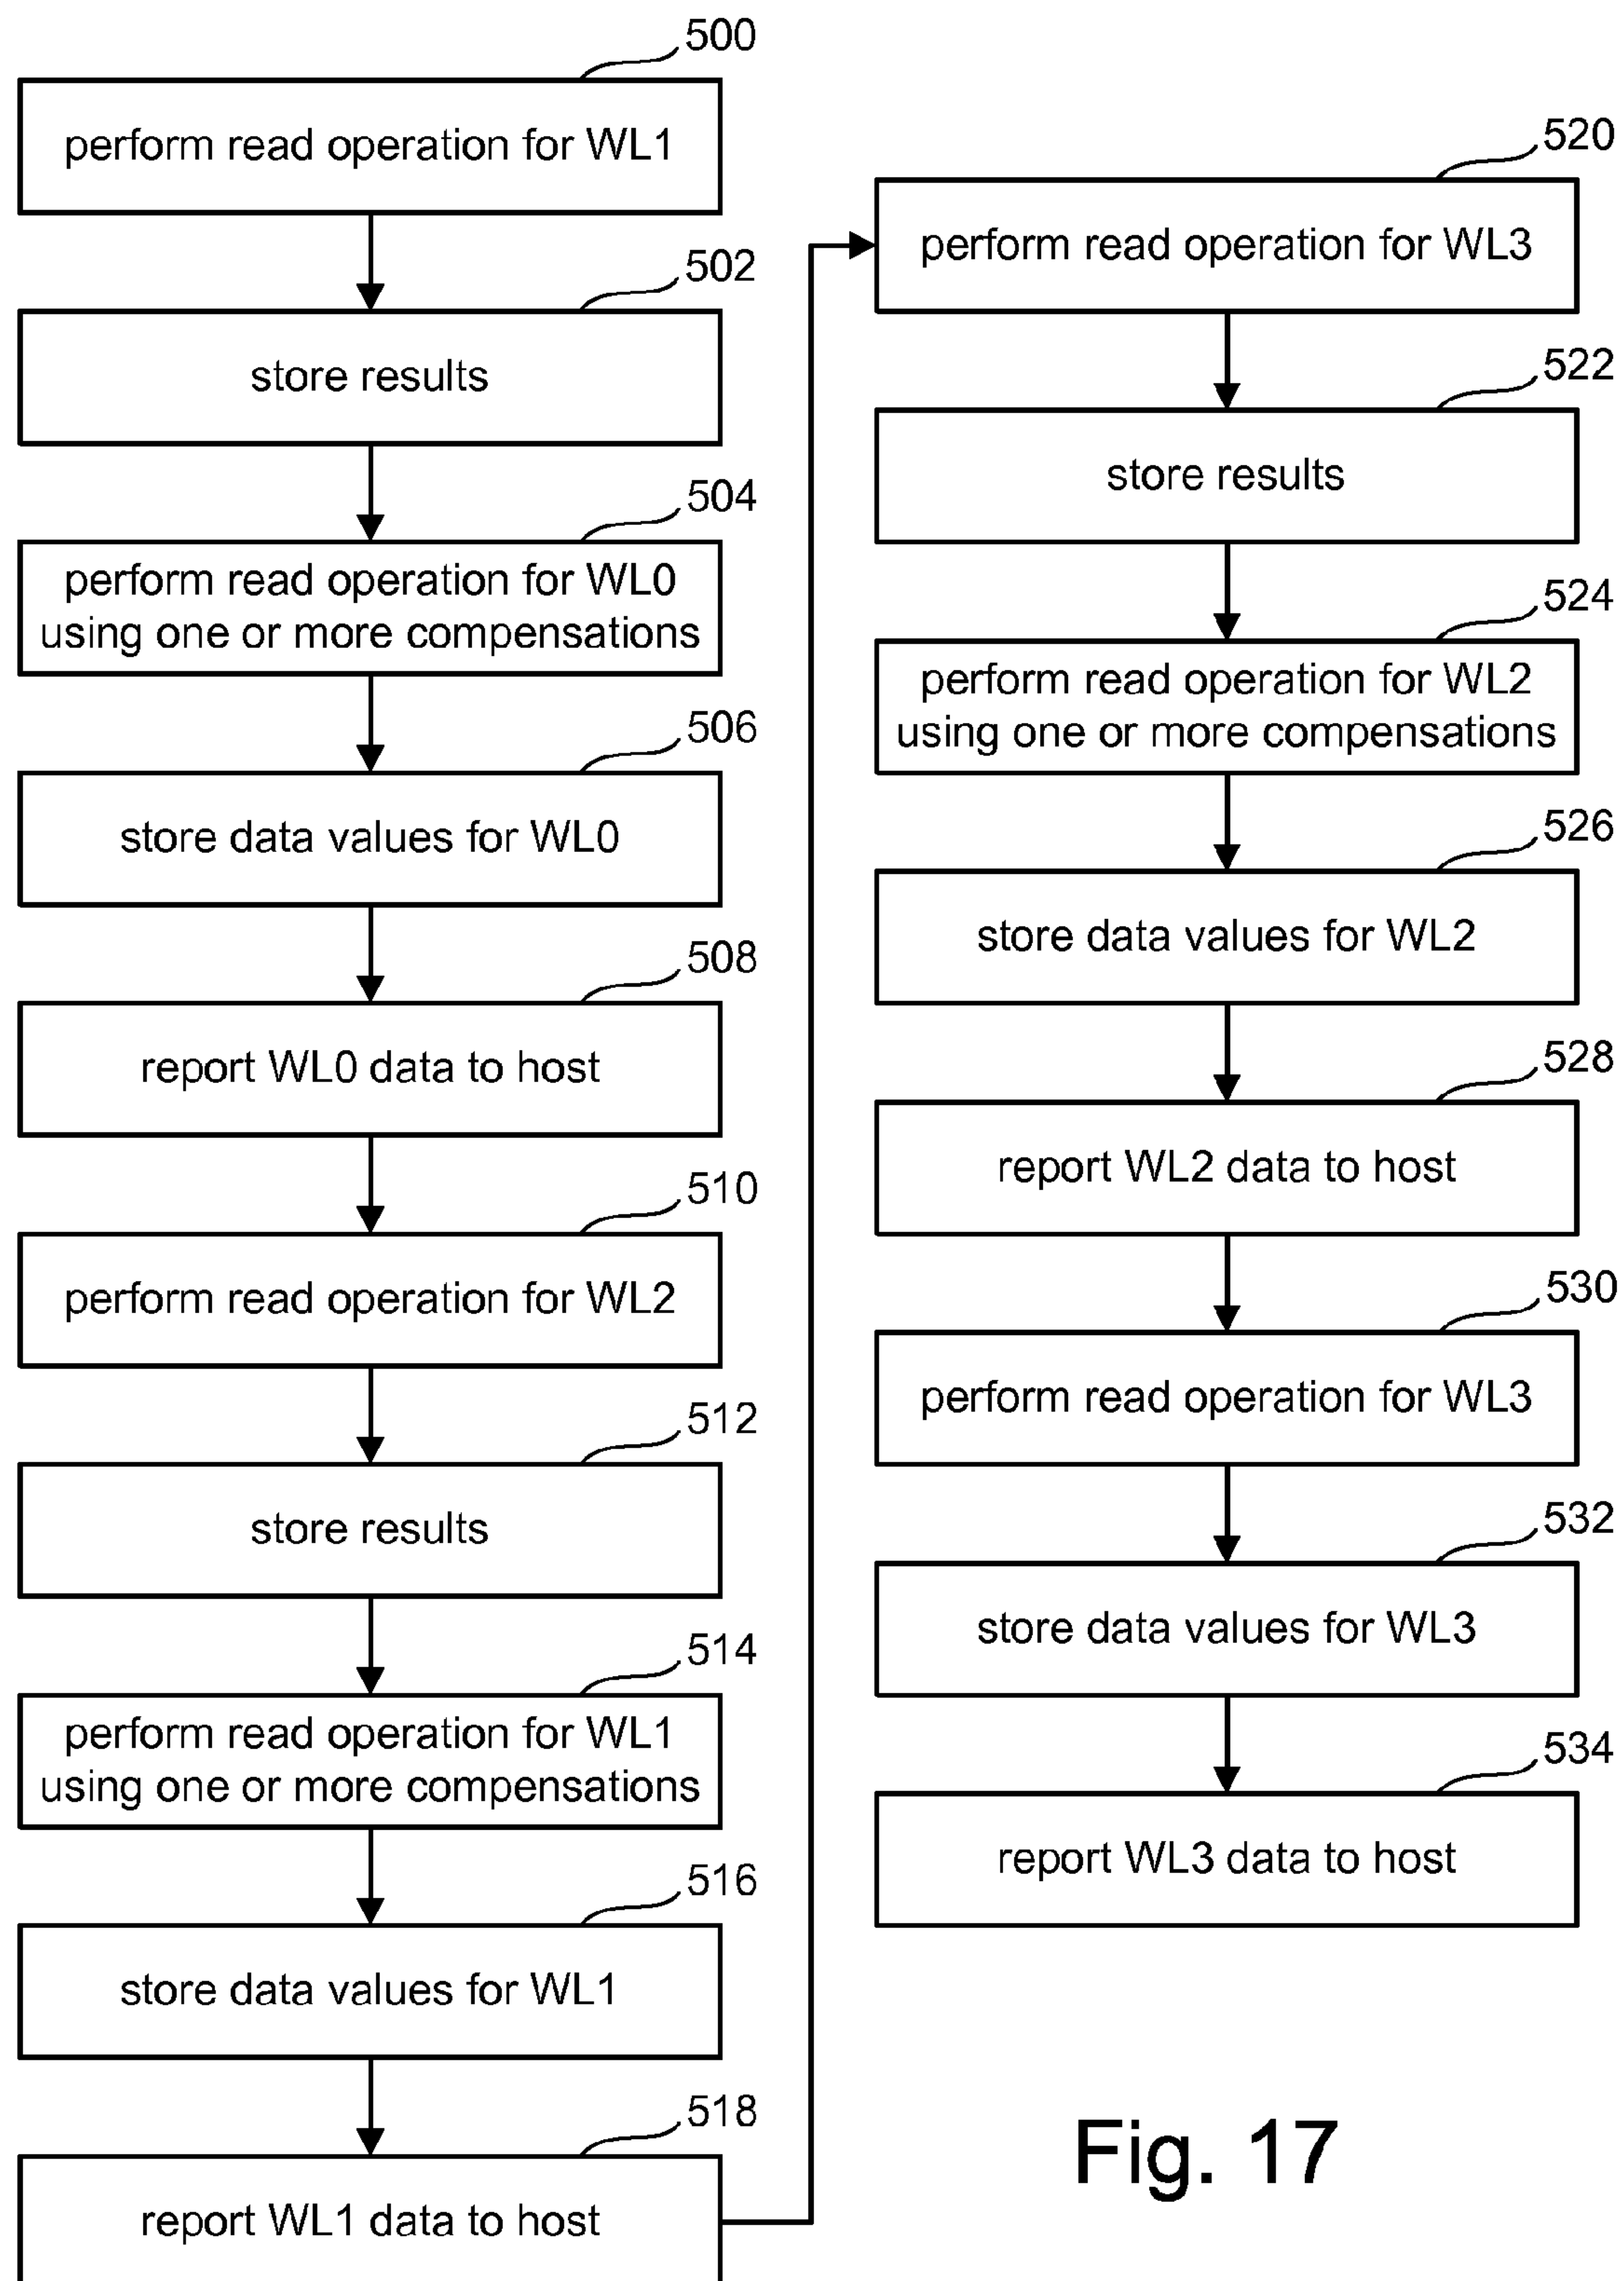 500
perform read operation for WL1
502
store results
504
perform read operation for WL0
using one or more compensations
506
store data values for WL0
508
report WL0 data to host
510
perform read operation for WL2
512
store results
514
perform read operation for WL1
using one or more compensations
516
store data values for WL1
518
report WL1 data to host
520
perform read operation for WL3
522
store results
524
perform read operation for WL2
using one or more compensations
526
store data values for WL2
528
report WL2 data to host
530
perform read operation for WL3
532
store data values for WL3
534
report WL3 data to host
Fig. 17